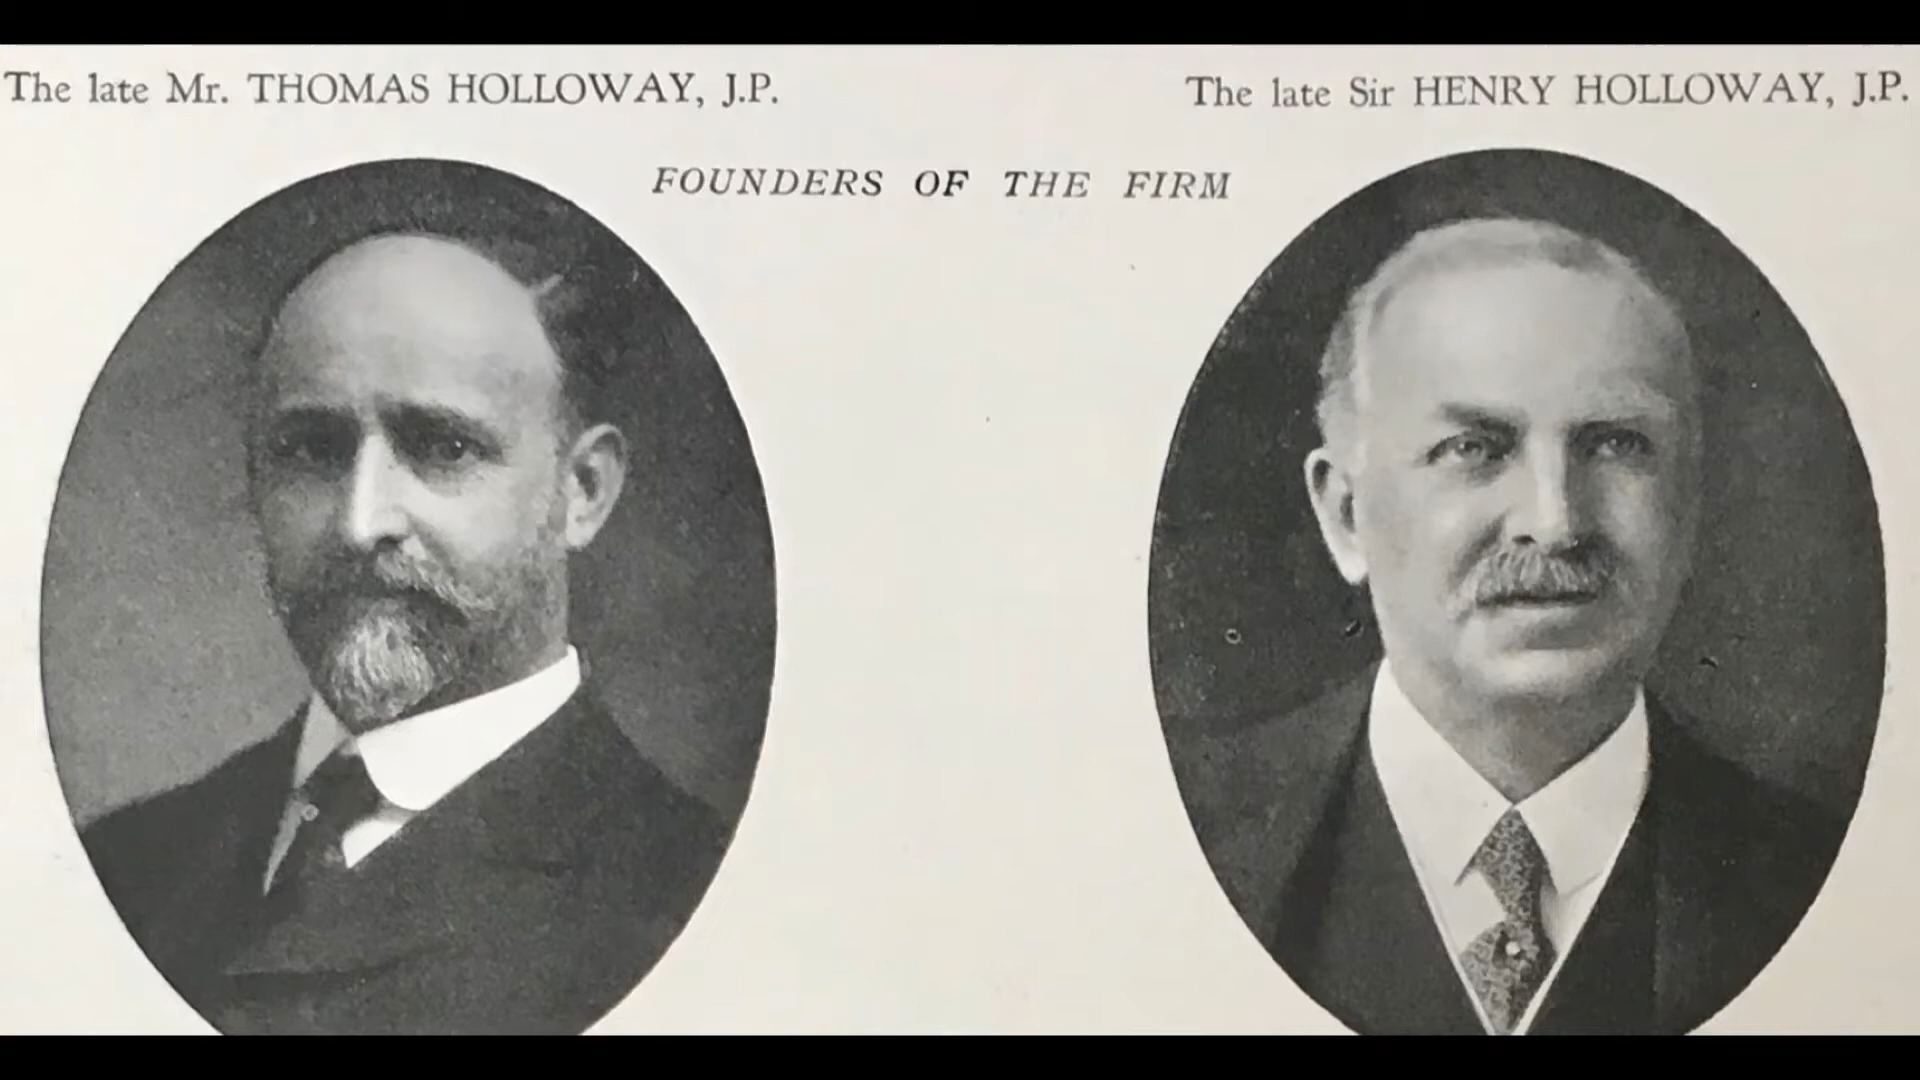 The late Mr. THOMAS HOLLOWAY, J.P.
The late Sir HENRY HOLLOWAY, J.P.
FOUNDERS OF THE FIRM